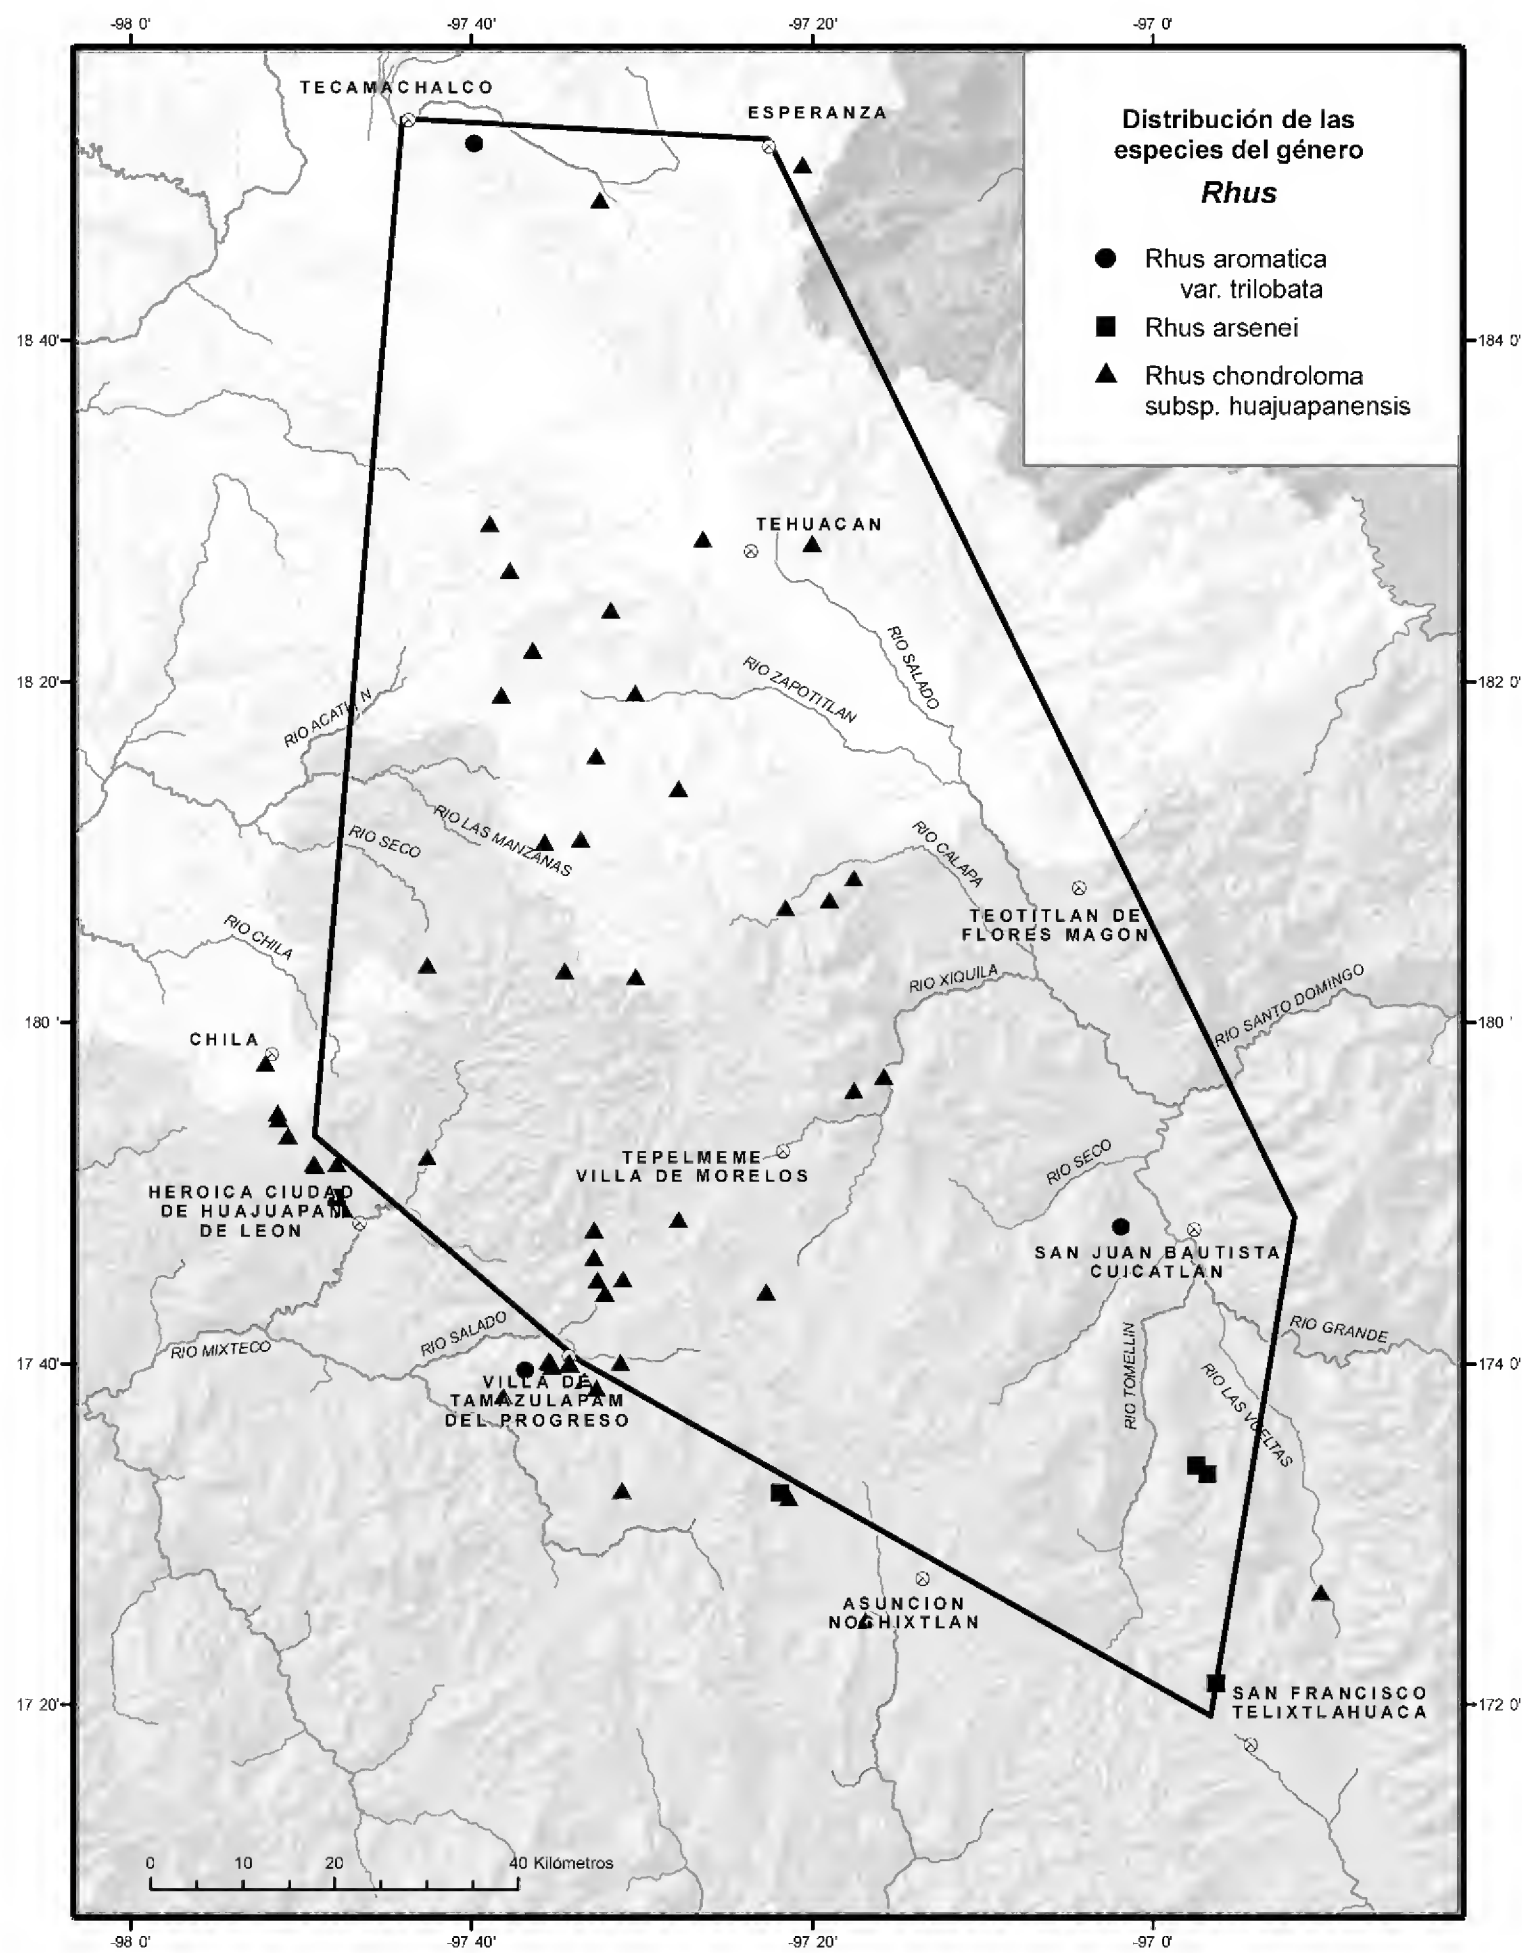 -98 0' -97 40' -97 20' -97 0'
TECAMACHALCO
ESPERANZA
Distribución de las
especies del género
Rhus
Rhus aromatica
var. trilobata
Rhus arsenei
Rhus chondroloma
subsp. huajuapanensis
18 40' 184 0'
TEHUACAN
RIO SALADO
RIO ZAPOTITLAN
18 20' 182 0'
RIO ACATL N
RIO LAS MANZANAS
RIO SECO
RIO CALAPA
TEOTITLAN DE
FLORES MAGON
RIO CHILA
RIO XIQUILA
RIO SANTO DOMINGO
180 ' 180 '
CHILA
TEPELMEME
VILLA DE MORELOS
RIO SECO
HEROICA CIUDAD
DE HUAJUAPAN
DE LEON
SAN JUAN BAUTISTA
CUICATLAN
RIO SALADO
RIO MIXTECO
RIO GRANDE
RIO TOMELLIN
RIO LAS VUELTAS
17 40' 174 0'
VILLA DE
TAMAZULAPAM
DEL PROGRESO
ASUNCION
NOCHIXTLAN
SAN FRANCISCO
TELIXTLAHUACA
17 20' 172 0'
0 10 20 40 Kilómetros
-98 0' -97 40' -97 20' -97 0'